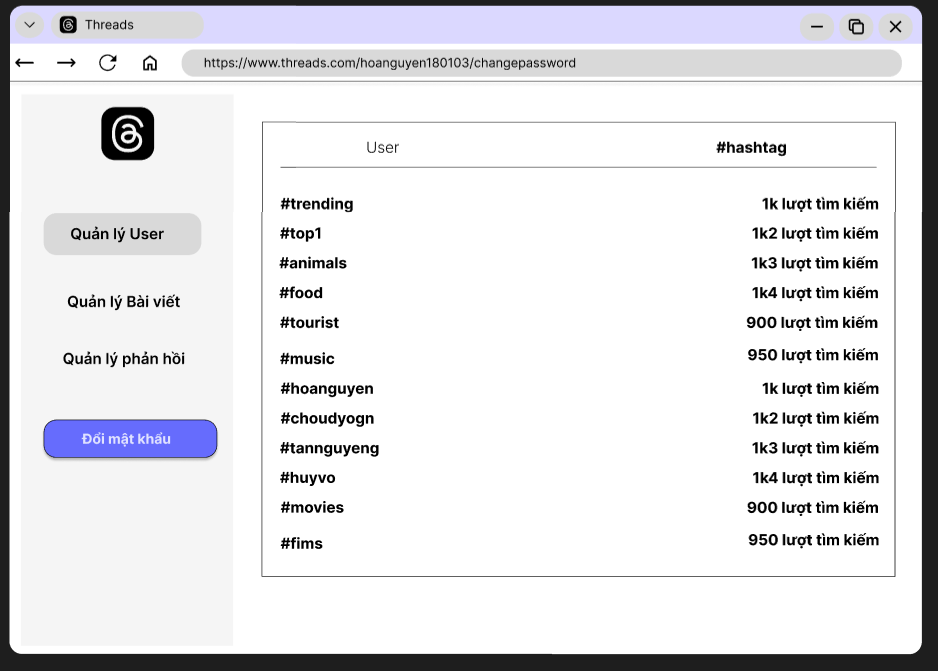 Threads
https://www.threads.com/hoanguyen180103/changepassword
Quản lý User
Quản lý Bài viết
Quản lý phản hồi
Đổi mật khẩu
User #hashtag
#trending 1k lượt tìm kiếm
#top1 1k2 lượt tìm kiếm
#animals 1k3 lượt tìm kiếm
#food 1k4 lượt tìm kiếm
#tourist 900 lượt tìm kiếm
#music 950 lượt tìm kiếm
#hoanguyen 1k lượt tìm kiếm
#choudyogn 1k2 lượt tìm kiếm
#tannguyeng 1k3 lượt tìm kiếm
#huyvo 1k4 lượt tìm kiếm
#movies 900 lượt tìm kiếm
#fims 950 lượt tìm kiếm